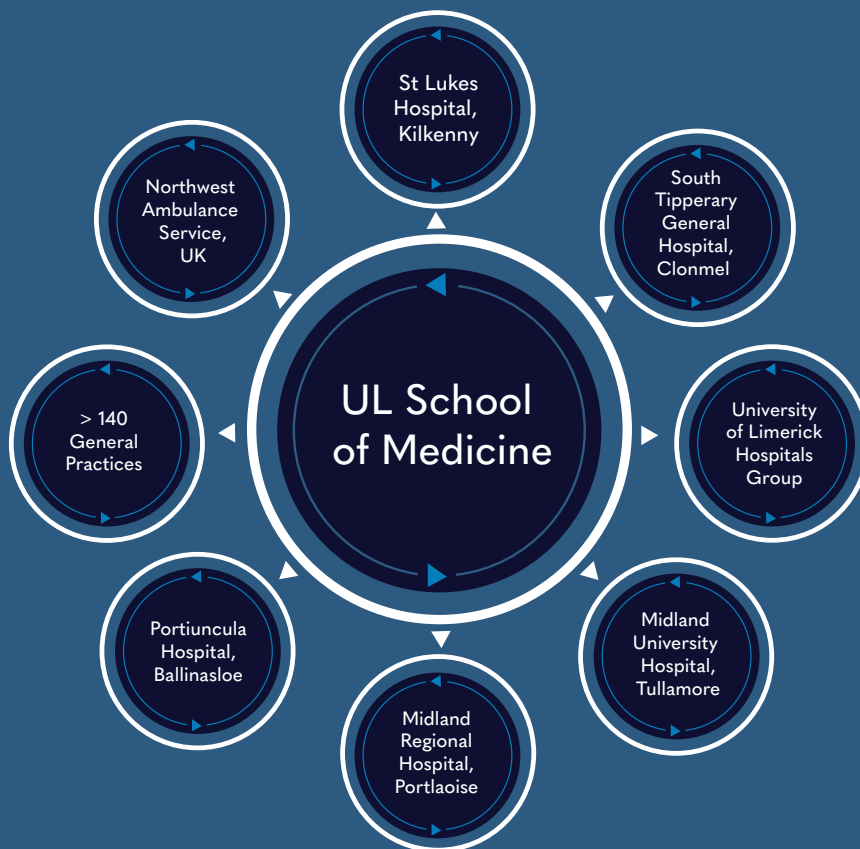 St Lukes
Hospital,
Kilkenny
Northwest
Ambulance
Service,
UK
South
Tipperary
General
Hospital,
Clonmel
UL School
of Medicine
> 140
General
Practices
University
of Limerick
Hospitals
Group
Portiuncula
Hospital,
Ballinasloe
Midland
University
Hospital,
Tullamore
Midland
Regional
Hospital,
Portlaoise